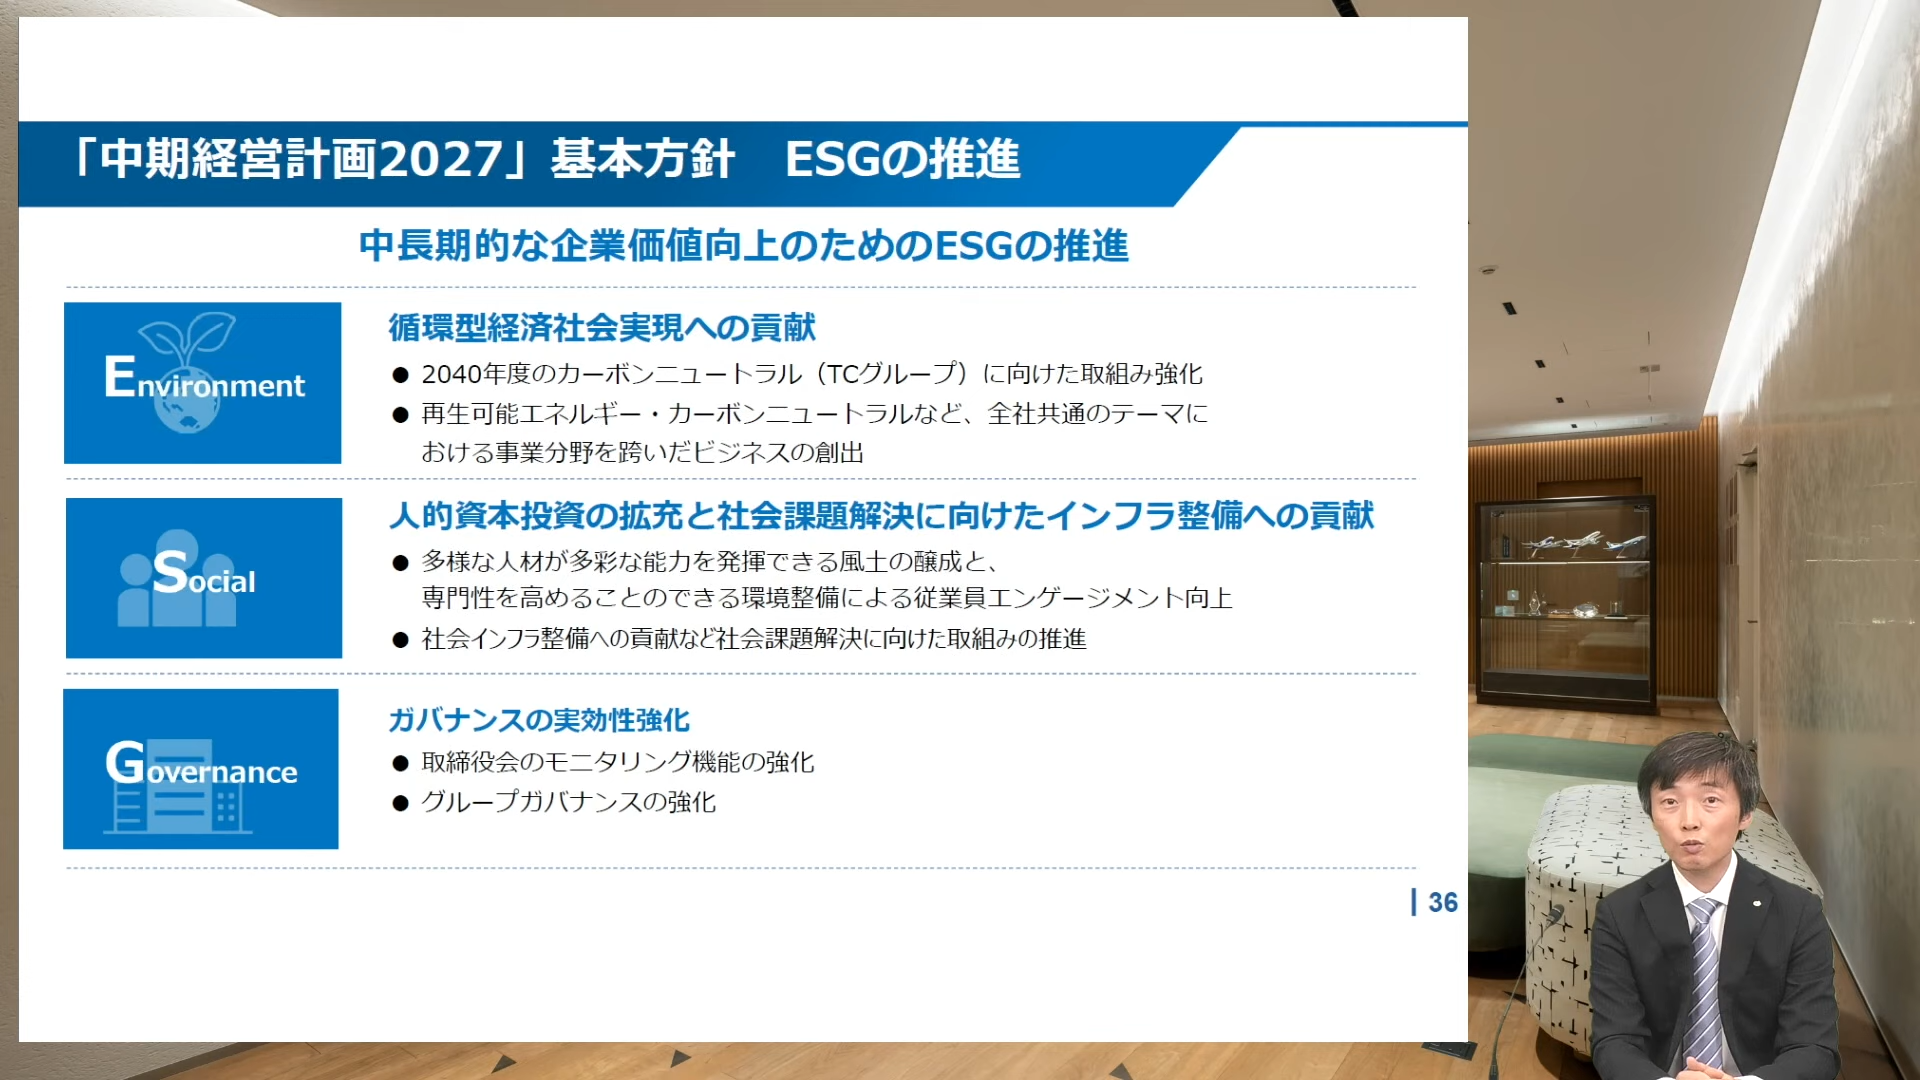 「中期経営計画2027」基本方針　ESGの推進
中長期的な企業価値向上のためのESGの推進
Environment
循環型経済社会実現への貢献
● 2040年度のカーボンニュートラル（TCグループ）に向けた取組み強化
● 再生可能エネルギー・カーボンニュートラルなど、全社共通のテーマに
おける事業分野を跨いだビジネスの創出
Social
人的資本投資の拡充と社会課題解決に向けたインフラ整備への貢献
● 多様な人材が多彩な能力を発揮できる風土の醸成と、
専門性を高めることのできる環境整備による従業員エンゲージメント向上
● 社会インフラ整備への貢献など社会課題解決に向けた取組みの推進
Governance
ガバナンスの実効性強化
● 取締役会のモニタリング機能の強化
● グループガバナンスの強化
36